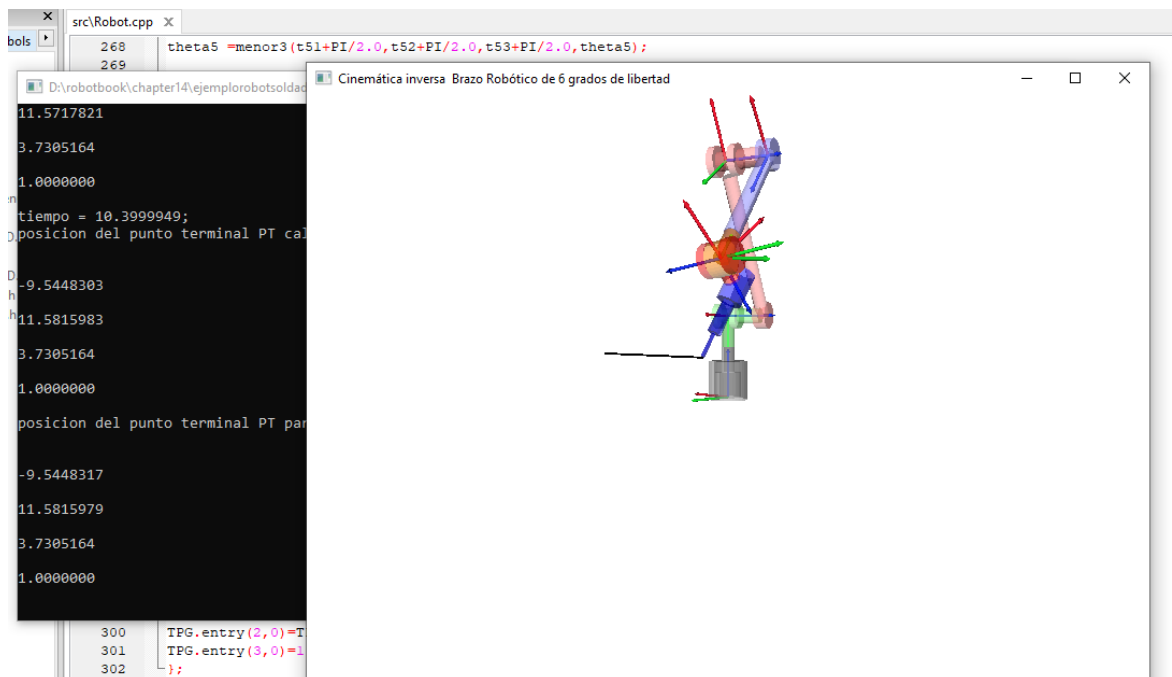 src\Robot.cpp X
bols
268 theta5 =menor3(t51+PI/2.0,t52+PI/2.0,t53+PI/2.0,theta5);
269
D:\robotbook\chapter14\ejemplorobotsoldad
Cinemática inversa Brazo Robótico de 6 grados de libertad
11.5717821
3.7305164
1.0000000
tiempo = 10.3999949;
posicion del punto terminal PT cal
-9.5448303
11.5815983
3.7305164
1.0000000
posicion del punto terminal PT par
-9.5448317
11.5815979
3.7305164
1.0000000
300 TPG.entry(2,0)=T
301 TPG.entry(3,0)=1
302 };